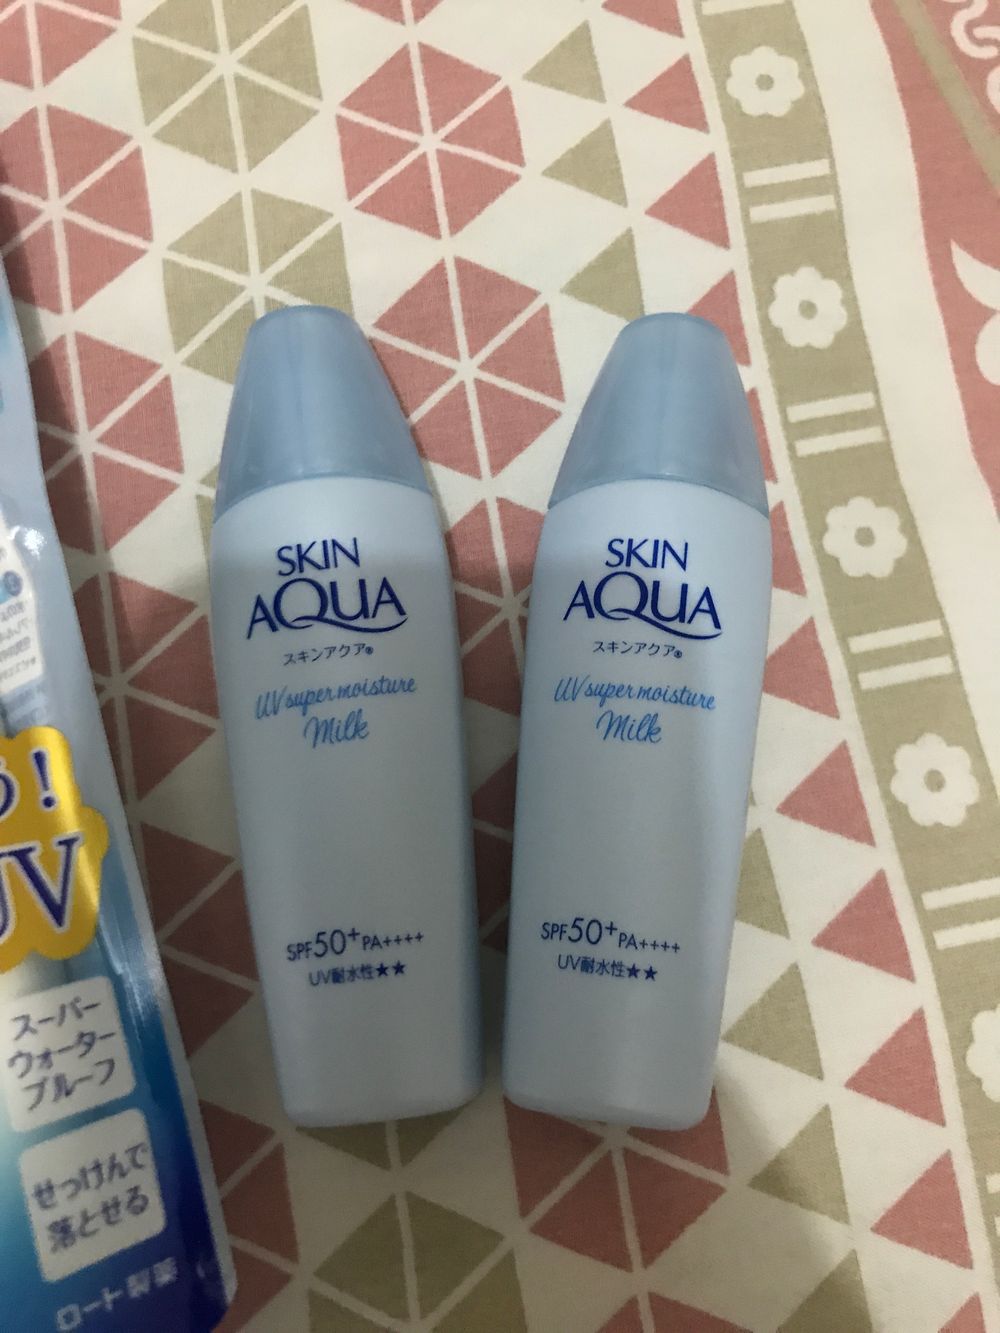 SKIN
AQUA
スキンアクア®
UV super moisture
Milk
SPF50+ PA++++
UV耐水性★★
SKIN
AQUA
スキンアクア®
UV super moisture
Milk
SPF50+ PA++++
UV耐水性★★
う!
UV
スーパー
ウォーター
プルーフ
せっけんで
落とせる
ロート製薬